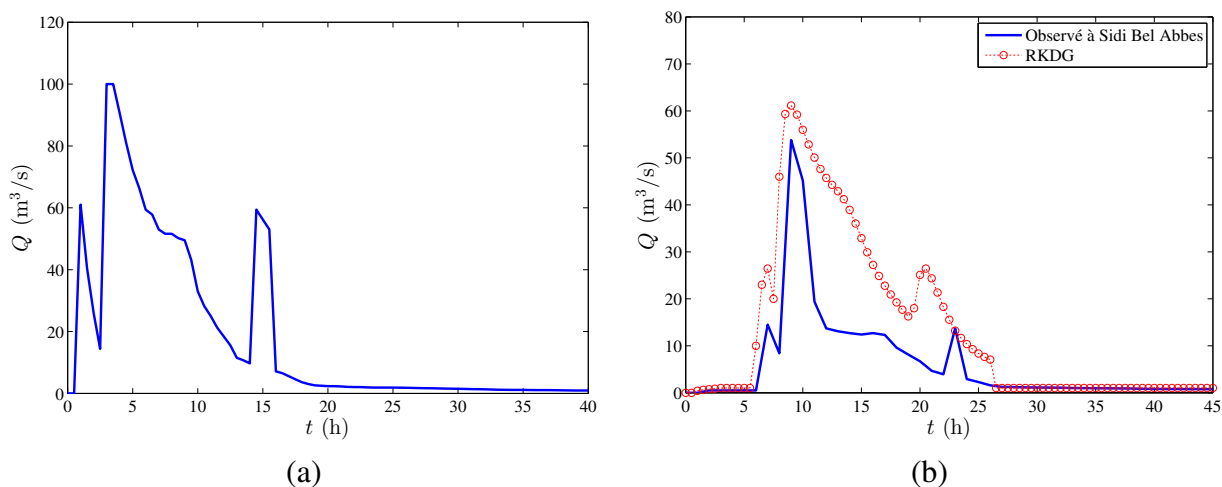 120
100
80
60
40
20
0
Q (m³/s)
0 5 10 15 20 25 30 35 40
t (h)
(a)
80
70
60
50
40
30
20
10
0
Q (m³/s)
Observé à Sidi Bel Abbes
RKDG
0 5 10 15 20 25 30 35 40 45
t (h)
(b)